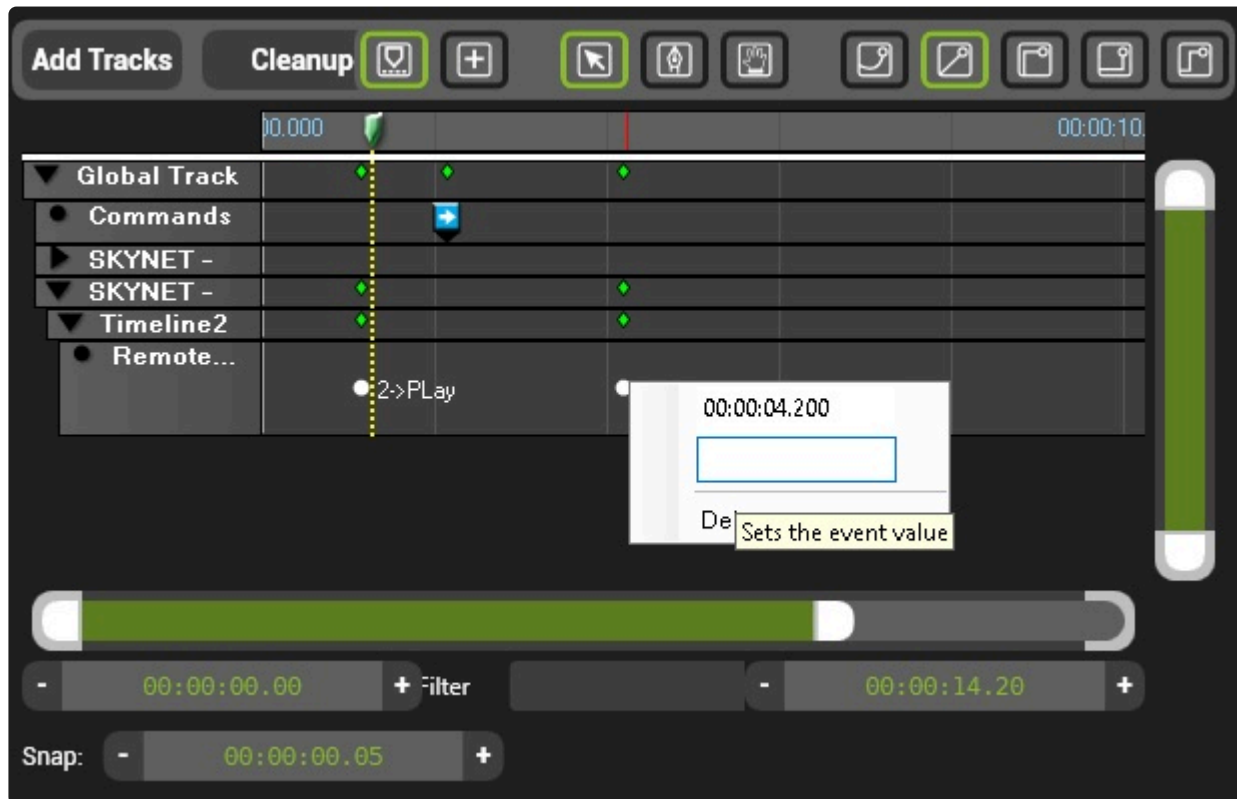 Add Tracks Cleanup
00.000 00:00:10.
Global Track
Commands
SKYNET -
SKYNET -
Timeline2
Remote...
2->PLay
00:00:04.200
De
Sets the event value
- 00:00:00.00 + Filter - 00:00:14.20 +
Snap: - 00:00:00.05 +